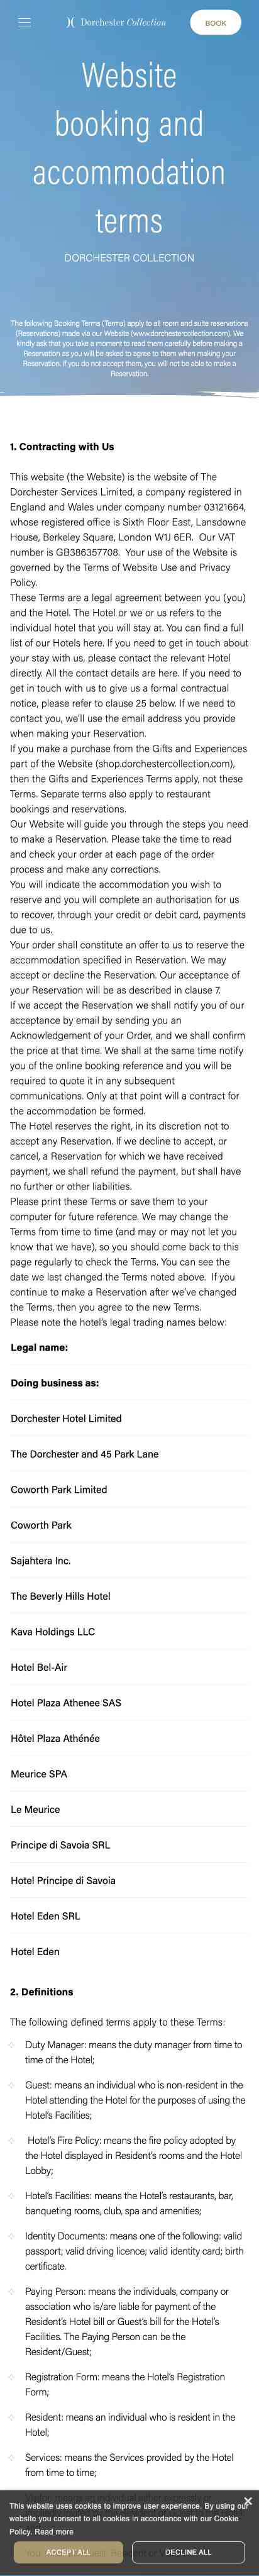 Dorchester Collection
BOOK
Website
booking and
accommodation
terms
DORCHESTER COLLECTION
The following Booking Terms (Terms) apply to all room and suite reservations
(Reservations) made via our Website (www.dorchestercollection.com). We
kindly ask that you take a moment to read them carefully before making a
Reservation as you will be asked to agree to them when making your
Reservation. If you do not accept them, you will not be able to make a
Reservation.
1. Contracting with Us
This website (the Website) is the website of The
Dorchester Services Limited, a company registered in
England and Wales under company number 03121664,
whose registered office is Sixth Floor East, Lansdowne
House, Berkeley Square, London W1J 6ER. Our VAT
number is GB386357708. Your use of the Website is
governed by the Terms of Website Use and Privacy
Policy.
These Terms are a legal agreement between you (you)
and the Hotel. The Hotel or we or us refers to the
individual hotel that you will stay at. You can find a full
list of our Hotels here. If you need to get in touch about
your stay with us, please contact the relevant Hotel
directly. All the contact details are here. If you need to
get in touch with us to give us a formal contractual
notice, please refer to clause 25 below. If we need to
contact you, we'll use the email address you provide
when making your Reservation.
If you make a purchase from the Gifts and Experiences
part of the Website (shop.dorchestercollection.com),
then the Gifts and Experiences Terms apply, not these
Terms. Separate terms also apply to restaurant
bookings and reservations.
Our Website will guide you through the steps you need
to make a Reservation. Please take the time to read
and check your order at each page of the order
process and make any corrections.
You will indicate the accommodation you wish to
reserve and you will complete an authorisation for us
to recover, through your credit or debit card, payments
due to us.
Your order shall constitute an offer to us to reserve the
accommodation specified in Reservation. We may
accept or decline the Reservation. Our acceptance of
your Reservation will be as described in clause 7.
If we accept the Reservation we shall notify you of our
acceptance by email by sending you an
Acknowledgement of your Order, and we shall confirm
the price at that time. We shall at the same time notify
you of the online booking reference and you will be
required to quote it in any subsequent
communications. Only at that point will a contract for
the accommodation be formed.
The Hotel reserves the right, in its discretion not to
accept any Reservation. If we decline to accept, or
cancel, a Reservation for which we have received
payment, we shall refund the payment, but shall have
no further or other liabilities.
Please print these Terms or save them to your
computer for future reference. We may change the
Terms from time to time (and may or may not let you
know that we have), so you should come back to this
page regularly to check the Terms. You can see the
date we last changed the Terms noted above. If you
continue to make a Reservation after we've changed
the Terms, then you agree to the new Terms.
Please note the hotel's legal trading names below:
Legal name:
Doing business as:
Dorchester Hotel Limited
The Dorchester and 45 Park Lane
Coworth Park Limited
Coworth Park
Sajahtera Inc.
The Beverly Hills Hotel
Kava Holdings LLC
Hotel Bel-Air
Hotel Plaza Athenee SAS
Hôtel Plaza Athénée
Meurice SPA
Le Meurice
Principe di Savoia SRL
Hotel Principe di Savoia
Hotel Eden SRL
Hotel Eden
2. Definitions
The following defined terms apply to these Terms:
Duty Manager: means the duty manager from time to
time of the Hotel;
Guest: means an individual who is non-resident in the
Hotel attending the Hotel for the purposes of using the
Hotel's Facilities;
Hotel's Fire Policy: means the fire policy adopted by
the Hotel displayed in Resident's rooms and the Hotel
Lobby;
Hotel's Facilities: means the Hotel's restaurants, bar,
banqueting rooms, club, spa and amenities;
Identity Documents: means one of the following: valid
passport; valid driving licence; valid identity card; birth
certificate.
Paying Person: means the individuals, company or
association who is/are liable for payment of the
Resident's Hotel bill or Guest's bill for the Hotel's
Facilities. The Paying Person can be the
Resident/Guest;
Registration Form: means the Hotel's Registration
Form;
Resident: means an individual who is resident in the
Hotel;
Services: means the Services provided by the Hotel
from time to time;
This website uses cookies to improve user experience. By using our
website you consent to all cookies in accordance with our Cookie
Policy. Read more
ACCEPT ALL
DECLINE ALL